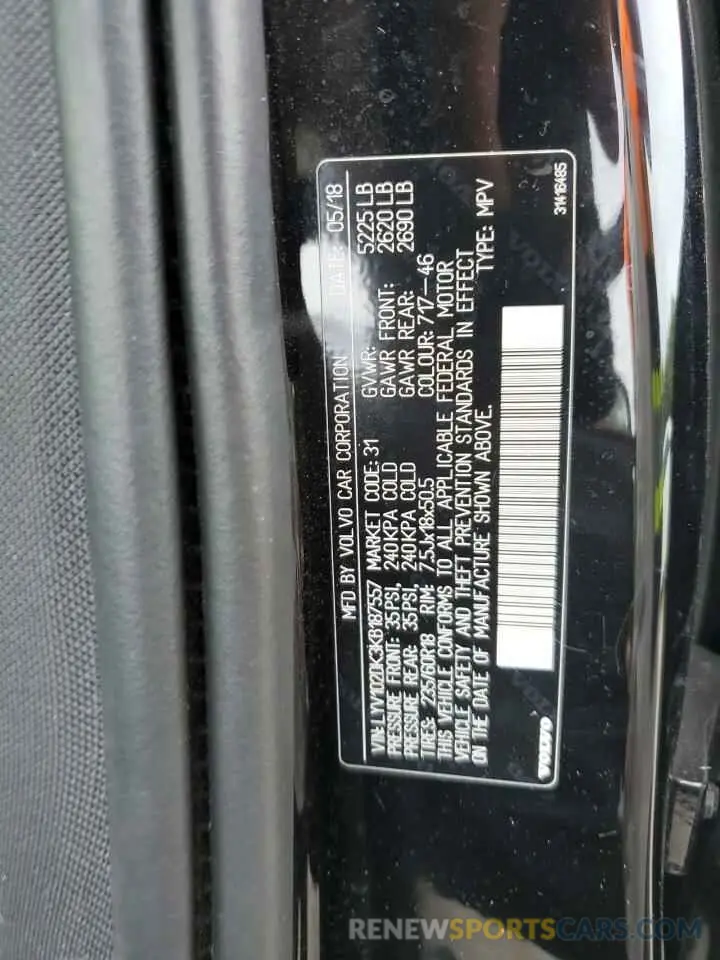 MFD BY VOLVO CAR CORPORATION DATE: 05/18
VIN: LYV102DK3KB187557 MARKET CODE: 31 GVWR: 5225 LB
PRESSURE FRONT: 35PSI, 240KPA COLD GAWR FRONT: 2620 LB
PRESSURE REAR: 35PSI, 240KPA COLD GAWR REAR: 2690 LB
TIRES: 235/60R18 RIM: 7.5Jx18x50.5 COLOUR: 717-46
THIS VEHICLE CONFORMS TO ALL APPLICABLE FEDERAL MOTOR
VEHICLE SAFETY AND THEFT PREVENTION STANDARDS IN EFFECT
ON THE DATE OF MANUFACTURE SHOWN ABOVE. TYPE: MPV
VOLVO 31416485
RENEWSPORTSCARS.COM